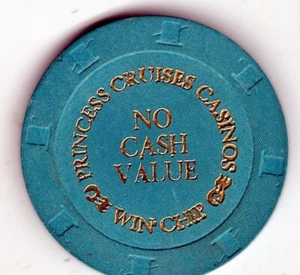 PRINCESS CRUISES CASINOS
NO
CASH
VALUE
WIN CHIP